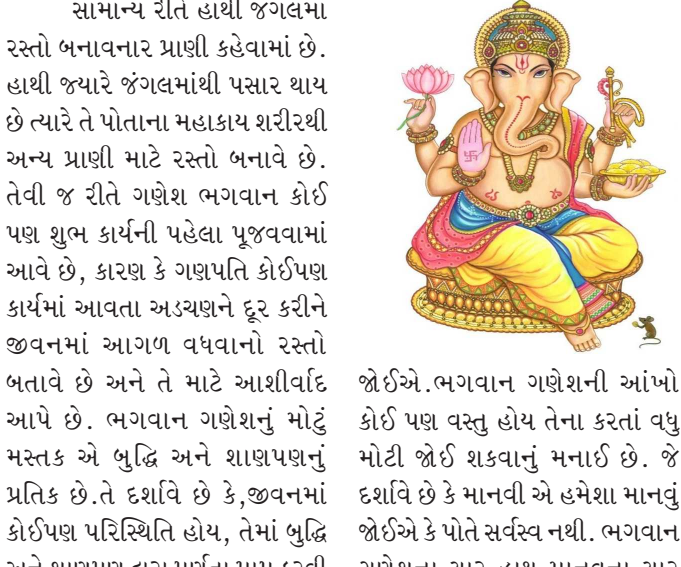 સામાન્ય રીતે હાથી જંગલમાં
રસ્તો બનાવનાર પ્રાણી કહેવામાં છે.
હાથી જ્યારે જંગલમાંથી પસાર થાય
છે ત્યારે તે પોતાના મહાકાય શરીરથી
અન્ય પ્રાણી માટે રસ્તો બનાવે છે.
તેવી જ રીતે ગણેશ ભગવાન કોઈ
પણ શુભ કાર્યની પહેલા પૂજવવામાં
આવે છે, કારણ કે ગણપતિ કોઈપણ
કાર્યમાં આવતા અડચણને દૂર કરીને
જીવનમાં આગળ વધવાનો રસ્તો
બતાવે છે અને તે માટે આશીર્વાદ
આપે છે. ભગવાન ગણેશનું મોટું
મસ્તક એ બુદ્ધિ અને શાણપણનું
પ્રતિક છે.તે દર્શાવે છે કે,જીવનમાં
કોઈપણ પરિસ્થિતિ હોય, તેમાં બુદ્ધિ
જોઈએ.ભગવાન ગણેશની આંખો
કોઈ પણ વસ્તુ હોય તેના કરતાં વધુ
મોટી જોઈ શકવાનું મનાઈ છે. જે
દર્શાવે છે કે માનવી એ હમેશા માનવું
જોઈએ કે પોતે સર્વસ્વ નથી. ભગવાન